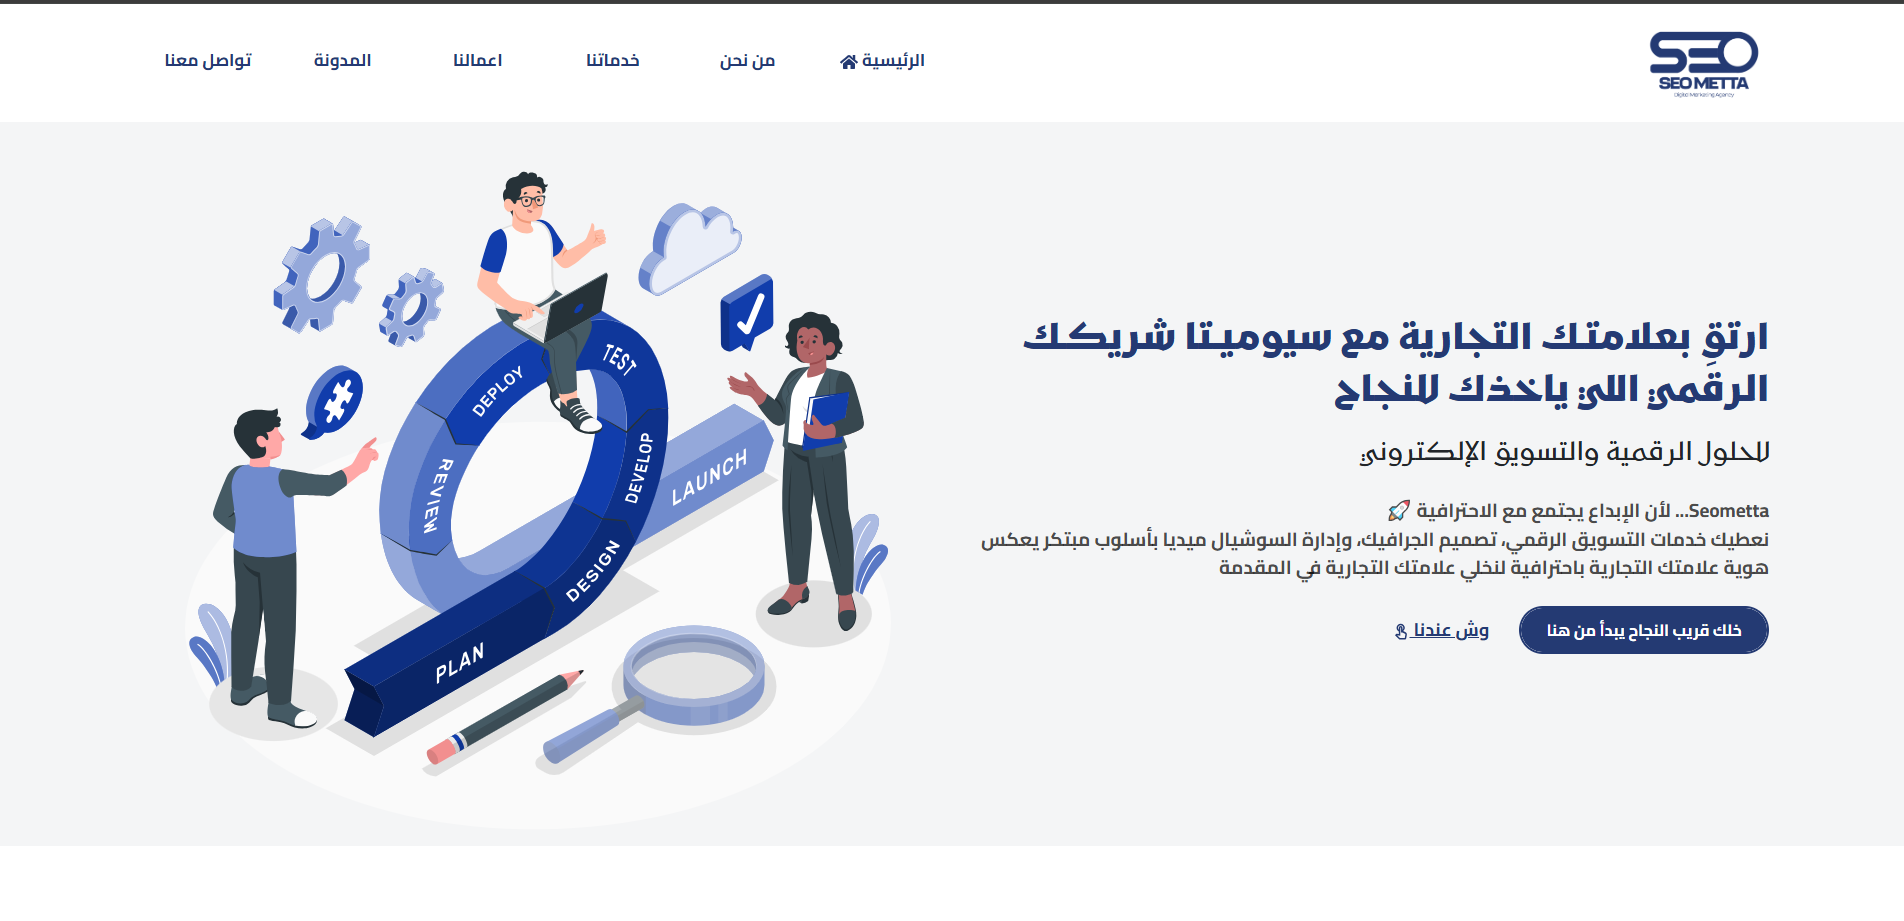 SEO
SEO METTA
Digital Marketing Agency
الرئيسية
من نحن
خدماتنا
اعمالنا
المدونة
تواصل معنا
ارتقِ بعلامتك التجارية مع سيوميتا شريكك
الرقمي اللي ياخذك للنجاح
للحلول الرقمية والتسويق الإلكتروني
Seometta... لأن الإبداع يجتمع مع الاحترافية 🚀
نعطيك خدمات التسويق الرقمي، تصميم الجرافيك، وإدارة السوشيال ميديا بأسلوب مبتكر يعكس
هوية علامتك التجارية باحترافية لنخلي علامتك التجارية في المقدمة
خلك قريب النجاح يبدأ من هنا
وش عندنا
TEST
DEPLOY
REVIEW
DEVELOP
LAUNCH
DESIGN
PLAN